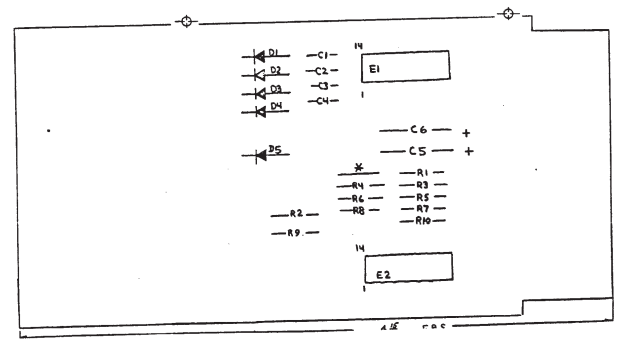 D1
D2
D3
D4
D5
C1
C2
C3
C4
14
E1
1
C6 +
C5 +
*
R4
R6
R8
R1
R3
R5
R7
R10
R2
R9
14
E2
1